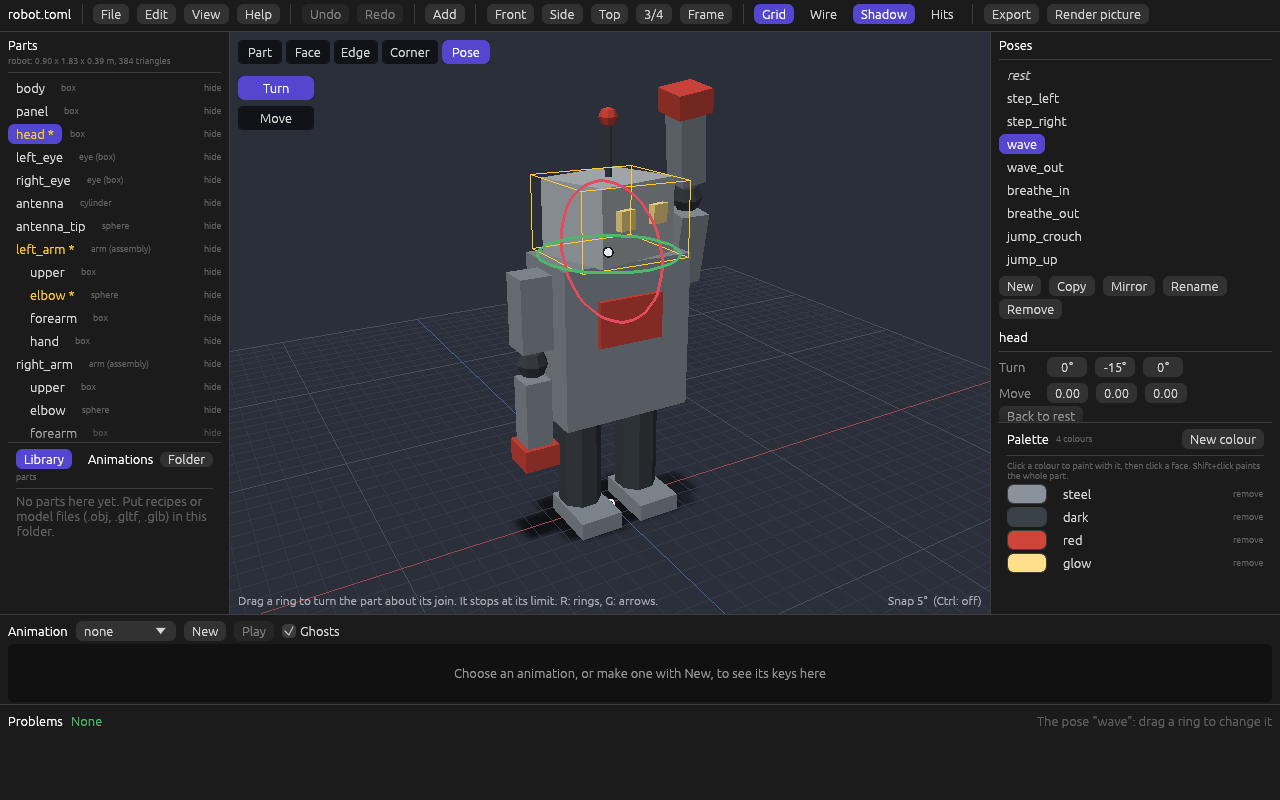 robot.toml File Edit View Help Undo Redo Add Front Side Top 3/4 Frame Grid Wire Shadow Hits Export Render picture
Parts
robot: 0.90 x 1.83 x 0.39 m, 384 triangles
body box hide
panel box hide
head * box hide
left_eye eye (box) hide
right_eye eye (box) hide
antenna cylinder hide
antenna_tip sphere hide
left_arm * arm (assembly) hide
upper box hide
elbow * sphere hide
forearm box hide
hand box hide
right_arm arm (assembly) hide
upper box hide
elbow sphere hide
forearm box hide
Library Animations Folder
parts
No parts here yet. Put recipes or
model files (.obj, .gltf, .glb) in this
folder.
Part Face Edge Corner Pose
Turn
Move
Drag a ring to turn the part about its join. It stops at its limit. R: rings, G: arrows.
Snap 5° (Ctrl: off)
Poses
rest
step_left
step_right
wave
wave_out
breathe_in
breathe_out
jump_crouch
jump_up
New Copy Mirror Rename
Remove
head
Turn 0° -15° 0°
Move 0.00 0.00 0.00
Back to rest
Palette 4 colours New colour
Click a colour to paint with it, then click a face. Shift+click paints
the whole part.
steel remove
dark remove
red remove
glow remove
Animation none New Play Ghosts
Choose an animation, or make one with New, to see its keys here
Problems None
The pose "wave": drag a ring to change it